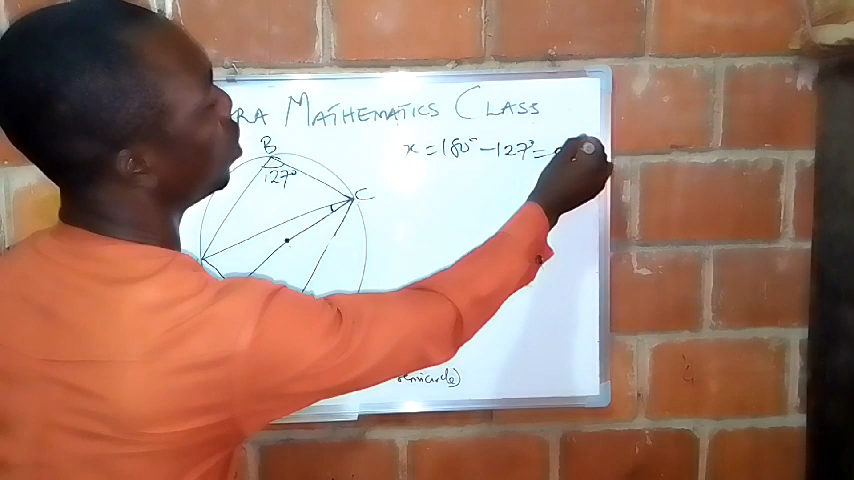 RA MATHEMATICS CLASS
B
x = 180° - 127° =
127°
C
semicircle)